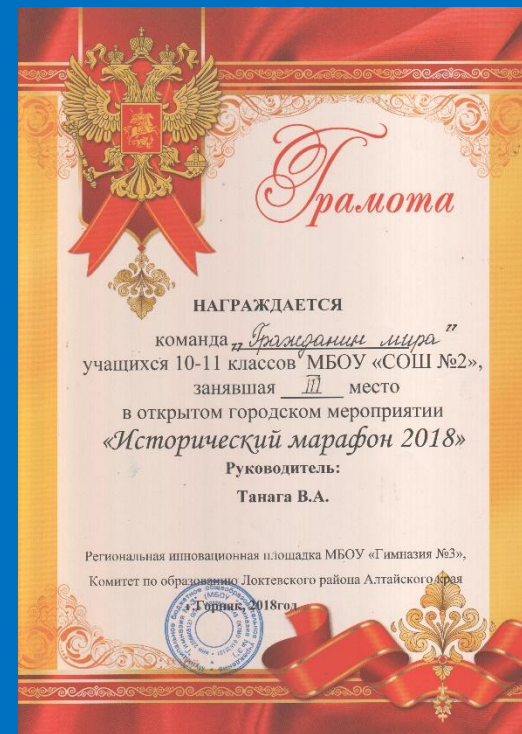 Грамота
НАГРАЖДАЕТСЯ
команда „Гражданин мира"
учащихся 10-11 классов МБОУ «СОШ №2»,
занявшая III место
в открытом городском мероприятии
«Исторический марафон 2018»
Руководитель:
Танага В.А.
Региональная инновационная площадка МБОУ «Гимназия №3»,
Комитет по образованию Локтевского района Алтайского края
г.Горняк, 2018год